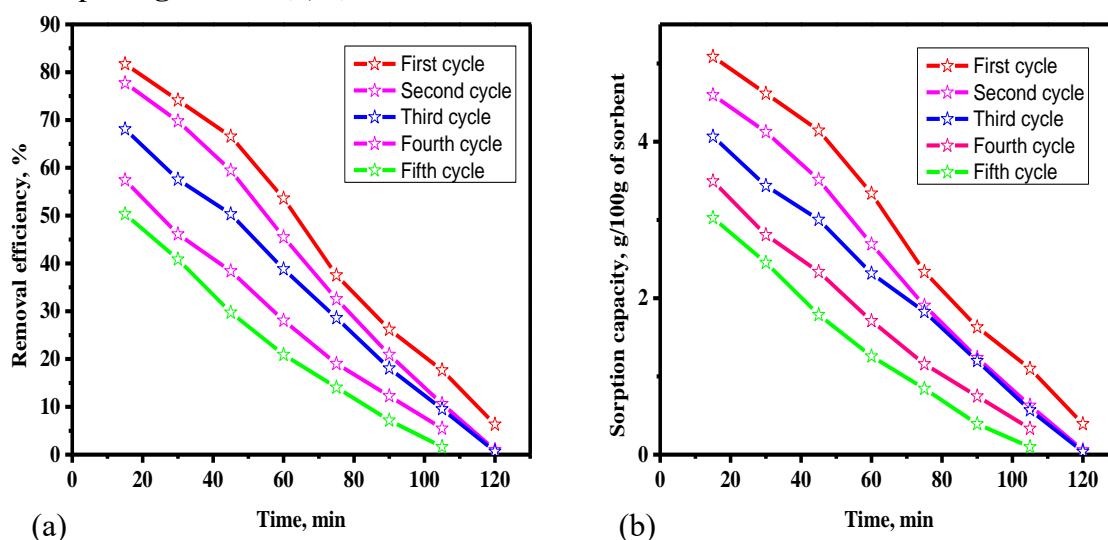 90
80
70
60
50
40
30
20
10
0
Removal efficiency, %
First cycle
Second cycle
Third cycle
Fourth cycle
Fifth cycle
0 20 40 60 80 100 120
Time, min
(a)
4
2
0
Sorption capacity, g/100g of sorbent
First cycle
Second cycle
Third cycle
Fourth cycle
Fifth cycle
0 20 40 60 80 100 120
Time, min
(b)